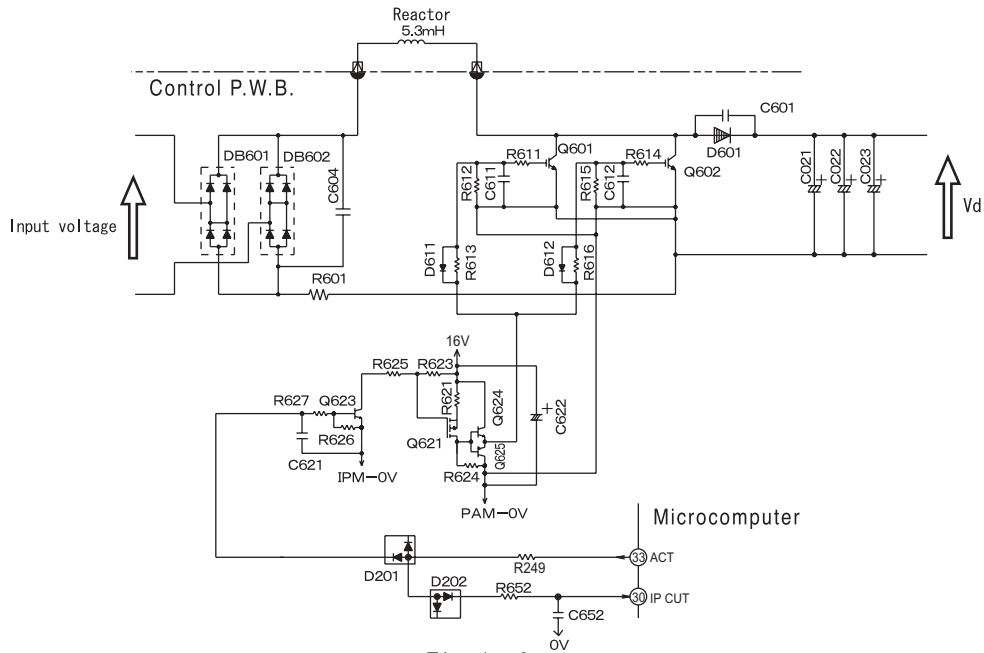 Reactor
5.3mH
Control P.W.B.
C601
D601
DB601
DB602
C604
R611
Q601
R612
C611
R614
R615
C612
Q602
C021
+
C022
+
C023
+
Input voltage
Vd
D611
R613
D612
R616
R601
16V
R625
R623
R621
Q624
C622
+
R627
Q623
R626
Q621
Q625
C621
R624
IPM-0V
PAM-0V
Microcomputer
33 ACT
R249
D201
D202
R652
30 IP CUT
C652
0V